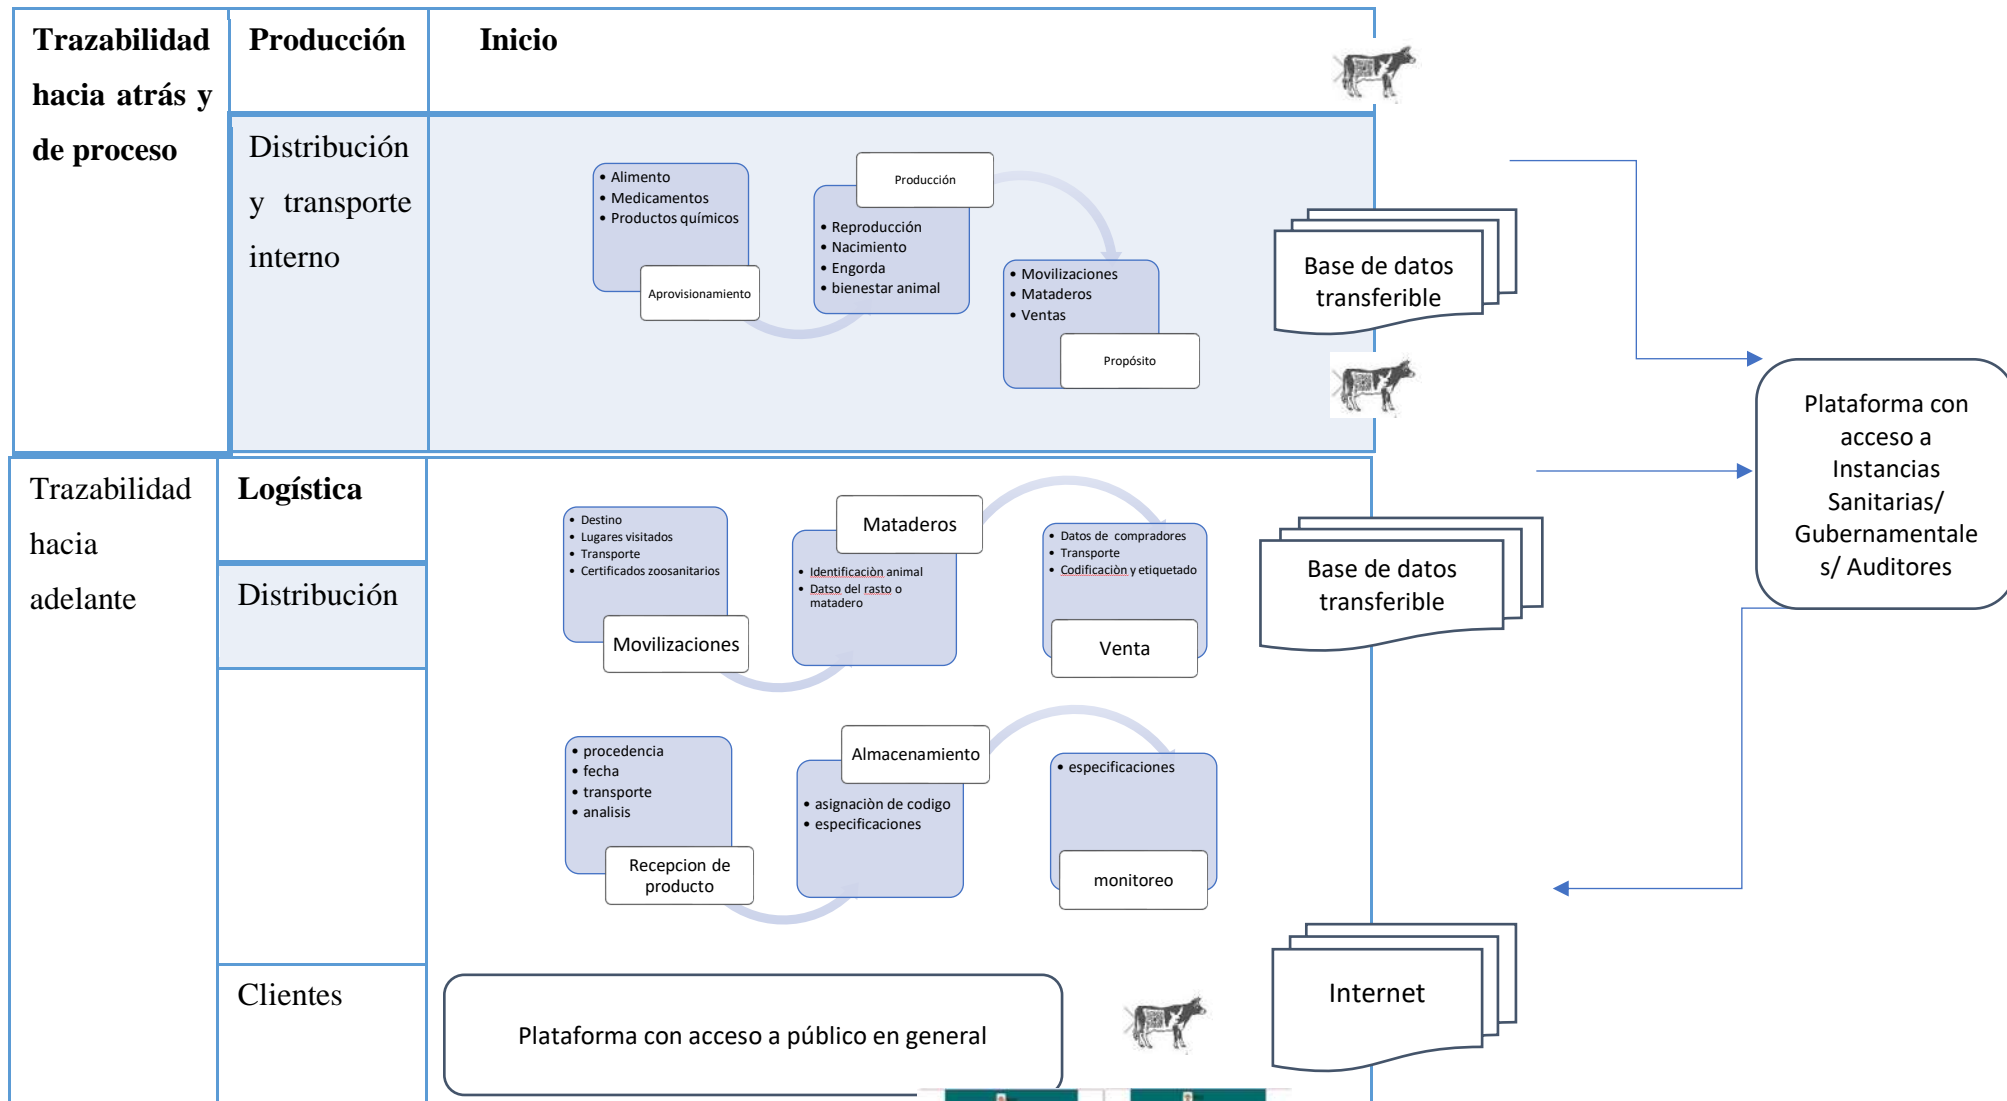 Trazabilidad
hacia atrás y
de proceso
Producción
Inicio
Distribución
y transporte
interno
• Alimento
• Medicamentos
• Productos químicos
Aprovisionamiento
Producción
• Reproducción
• Nacimiento
• Engorda
• bienestar animal
• Movilizaciones
• Mataderos
• Ventas
Propósito
Base de datos
transferible
Plataforma con
acceso a
Instancias
Sanitarias/
Gubernamentale
s/ Auditores
Trazabilidad
hacia
adelante
Logística
Distribución
• Destino
• Lugares visitados
• Transporte
• Certificados zoosanitarios
Movilizaciones
Mataderos
• Identificaciòn animal
• Datso del rasto o
matadero
• Datos de compradores
• Transporte
• Codificaciòn y etiquetado
Venta
Base de datos
transferible
• procedencia
• fecha
• transporte
• analisis
Recepcion de
producto
Almacenamiento
• asignaciòn de codigo
• especificaciones
• especificaciones
monitoreo
Clientes
Plataforma con acceso a público en general
Internet